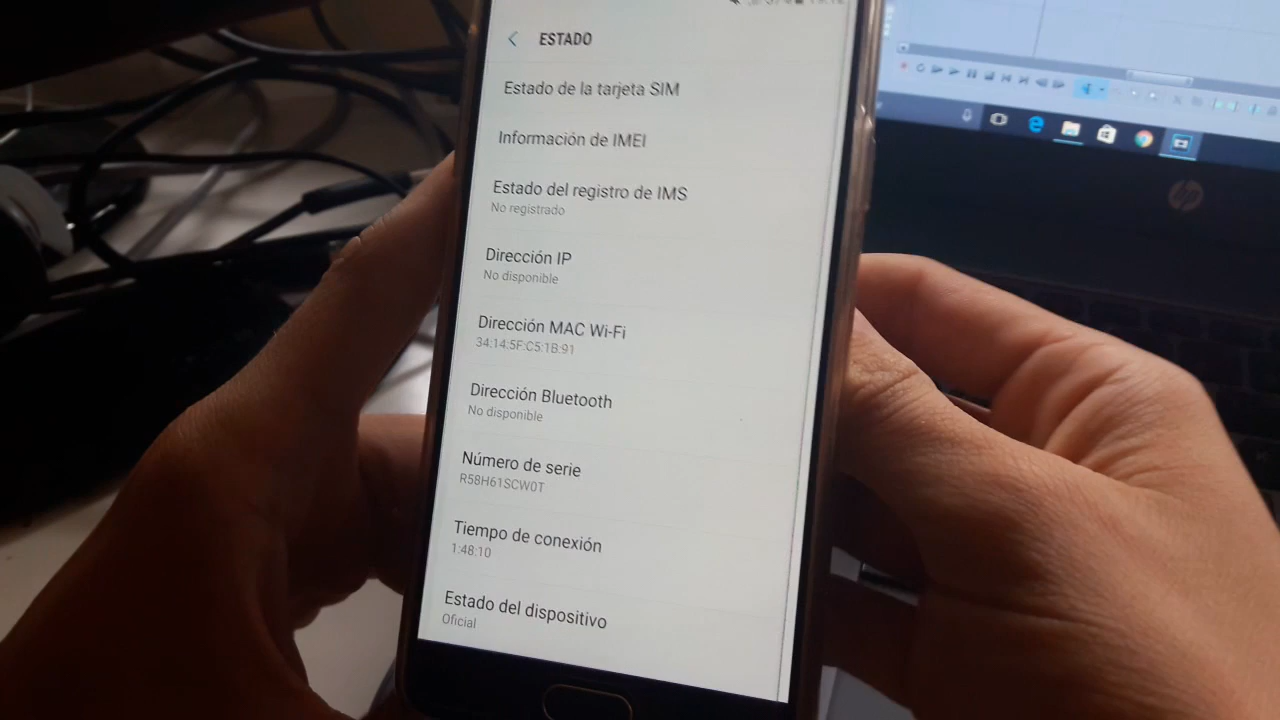 ESTADO
Estado de la tarjeta SIM
Información de IMEI
Estado del registro de IMS
No registrado
Dirección IP
No disponible
Dirección MAC Wi-Fi
34:14:5F:C5:1B:91
Dirección Bluetooth
No disponible
Número de serie
R58H61SCW0T
Tiempo de conexión
1:48:10
Estado del dispositivo
Oficial
hp